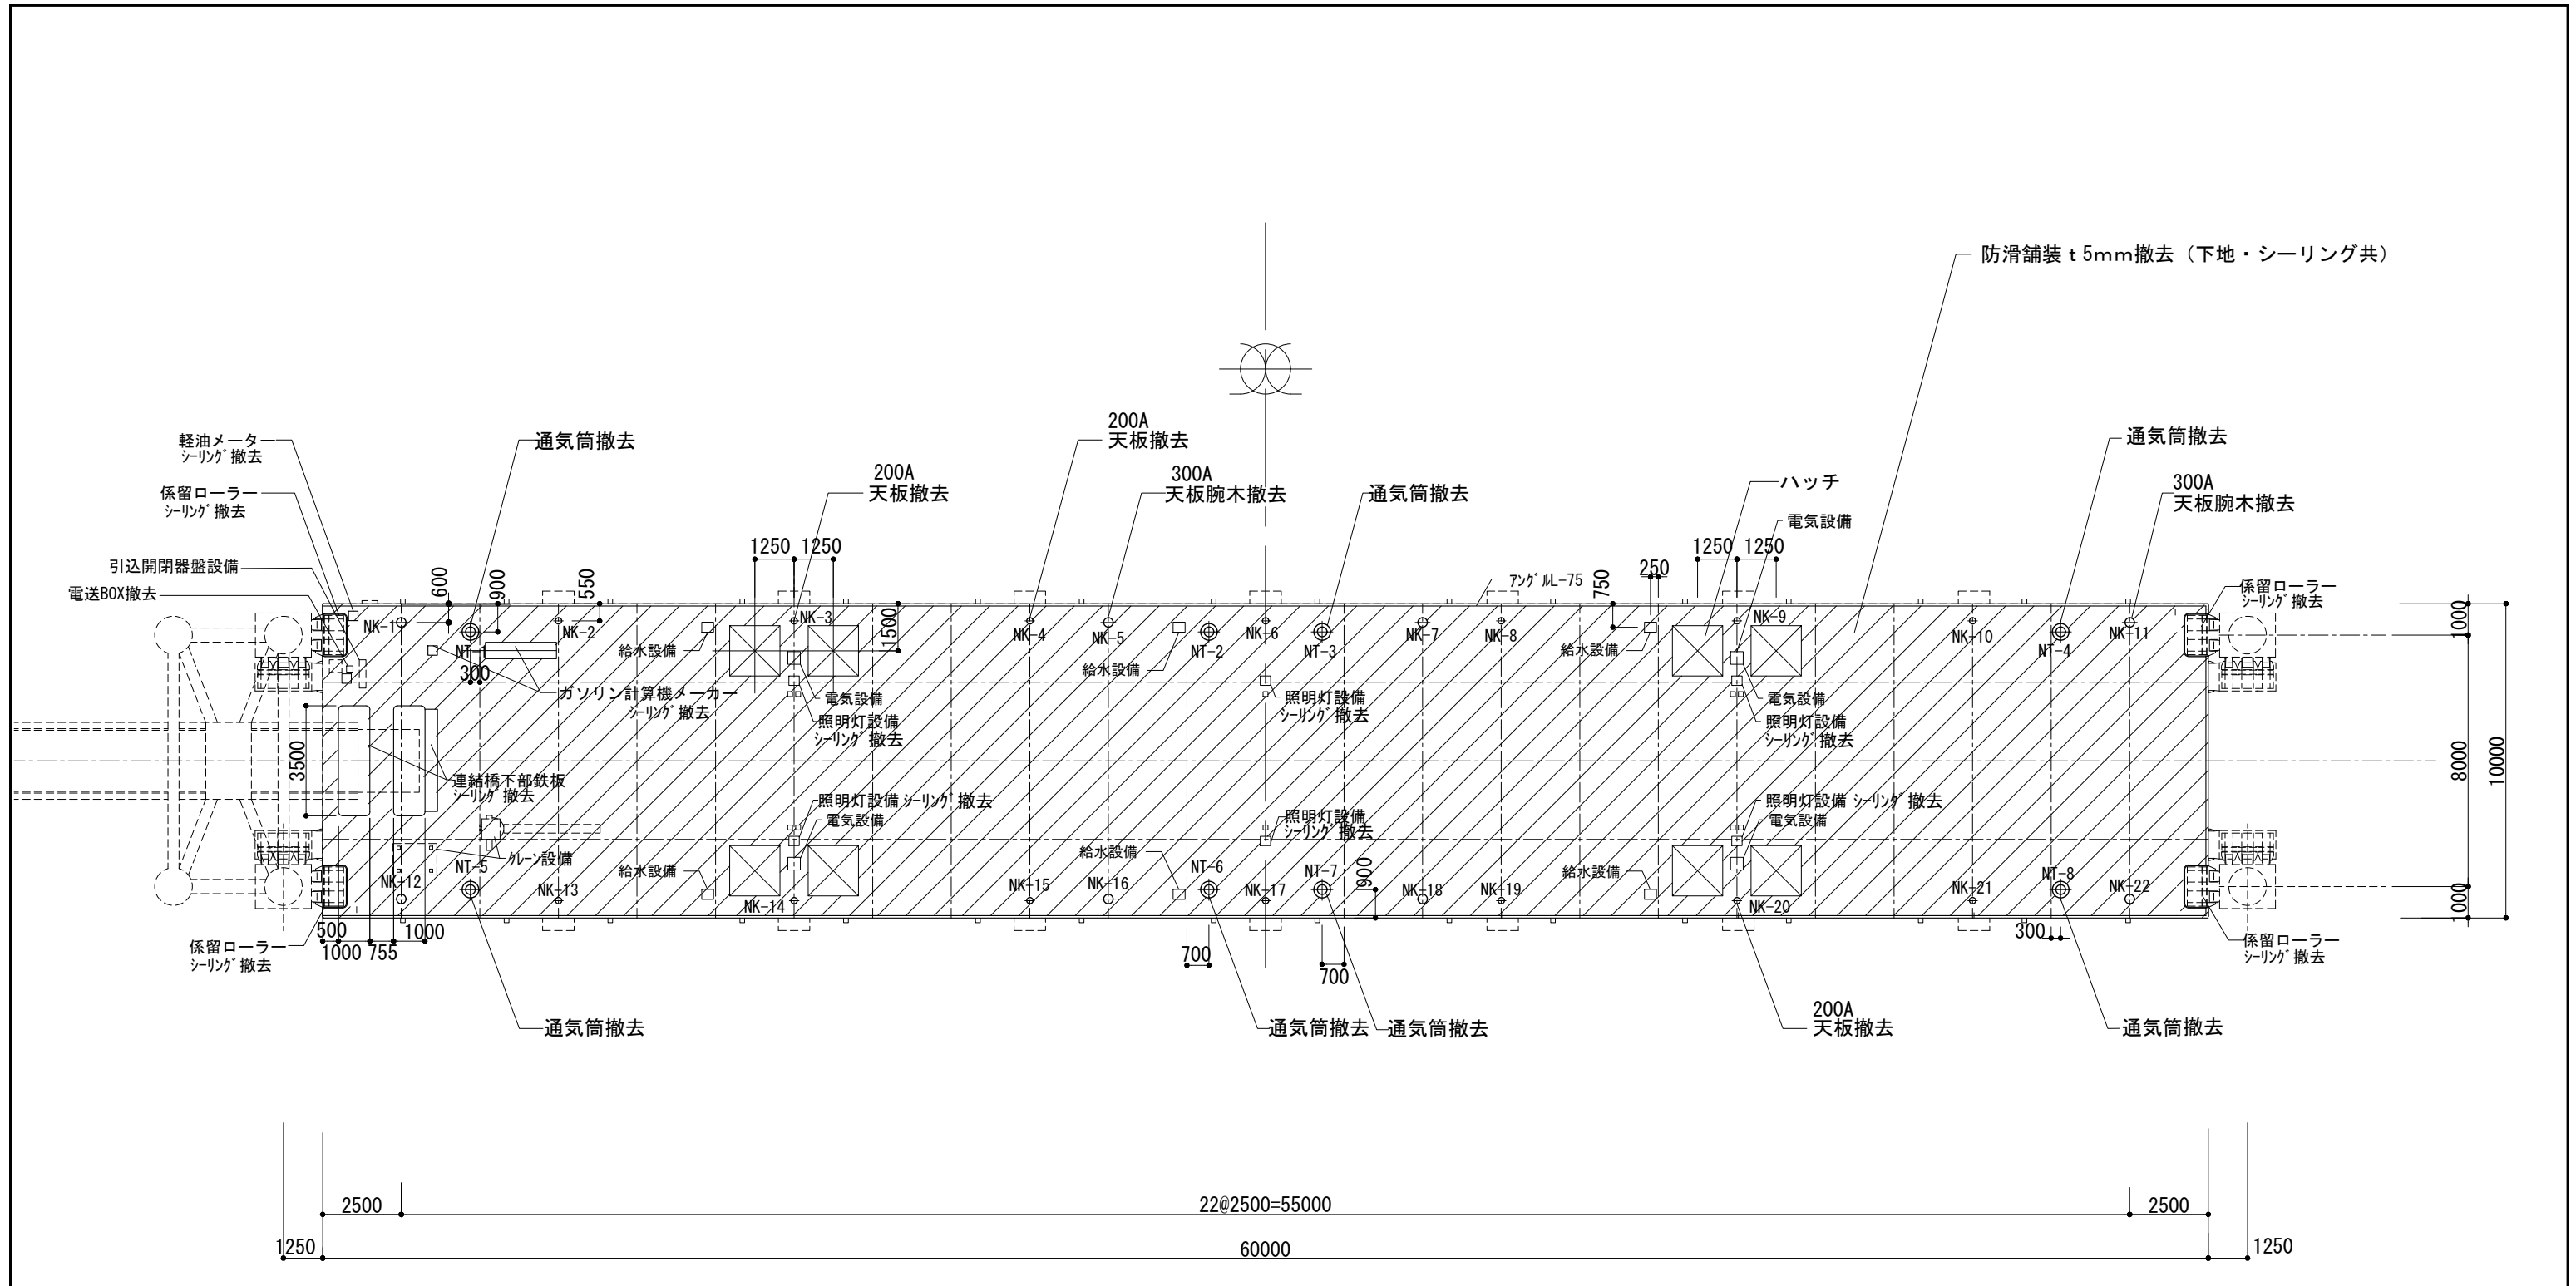 防滑舗装 t 5mm撤去（下地・シーリング共）
200A
天板撤去
軽油メーター
シーリング撤去
通気筒撤去
通気筒撤去
200A
天板撤去
300A
天板腕木撤去
通気筒撤去
ハッチ
300A
天板腕木撤去
係留ローラー
シーリング撤去
電気設備
引込開閉器盤設備
電送BOX撤去
600
900
550
1250
1250
1500
アングルL-75
750
250
1250
1250
係留ローラー
シーリング撤去
1000
NK-1
NT-1
NK-2
NK-3
NK-4
NK-5
NT-2
NK-6
NT-3
NK-7
NK-8
NK-9
NK-10
NT-4
NK-11
給水設備
給水設備
給水設備
300
ガソリン計算機メーカー
シーリング撤去
電気設備
照明灯設備
シーリング撤去
照明灯設備
シーリング撤去
電気設備
照明灯設備
シーリング撤去
3500
8000
10000
連結橋下部鉄板
シーリング撤去
照明灯設備 シーリング撤去
電気設備
照明灯設備
シーリング撤去
照明灯設備 シーリング撤去
電気設備
クレーン設備
給水設備
給水設備
給水設備
NK-12
NT-5
NK-13
NK-14
NK-15
NK-16
NT-6
NK-17
NT-7
900
NK-18
NK-19
NK-20
NK-21
NT-8
NK-22
1000
係留ローラー
シーリング撤去
500
1000
1000
755
700
700
300
係留ローラー
シーリング撤去
通気筒撤去
通気筒撤去
通気筒撤去
200A
天板撤去
通気筒撤去
2500
22@2500=55000
2500
1250
60000
1250